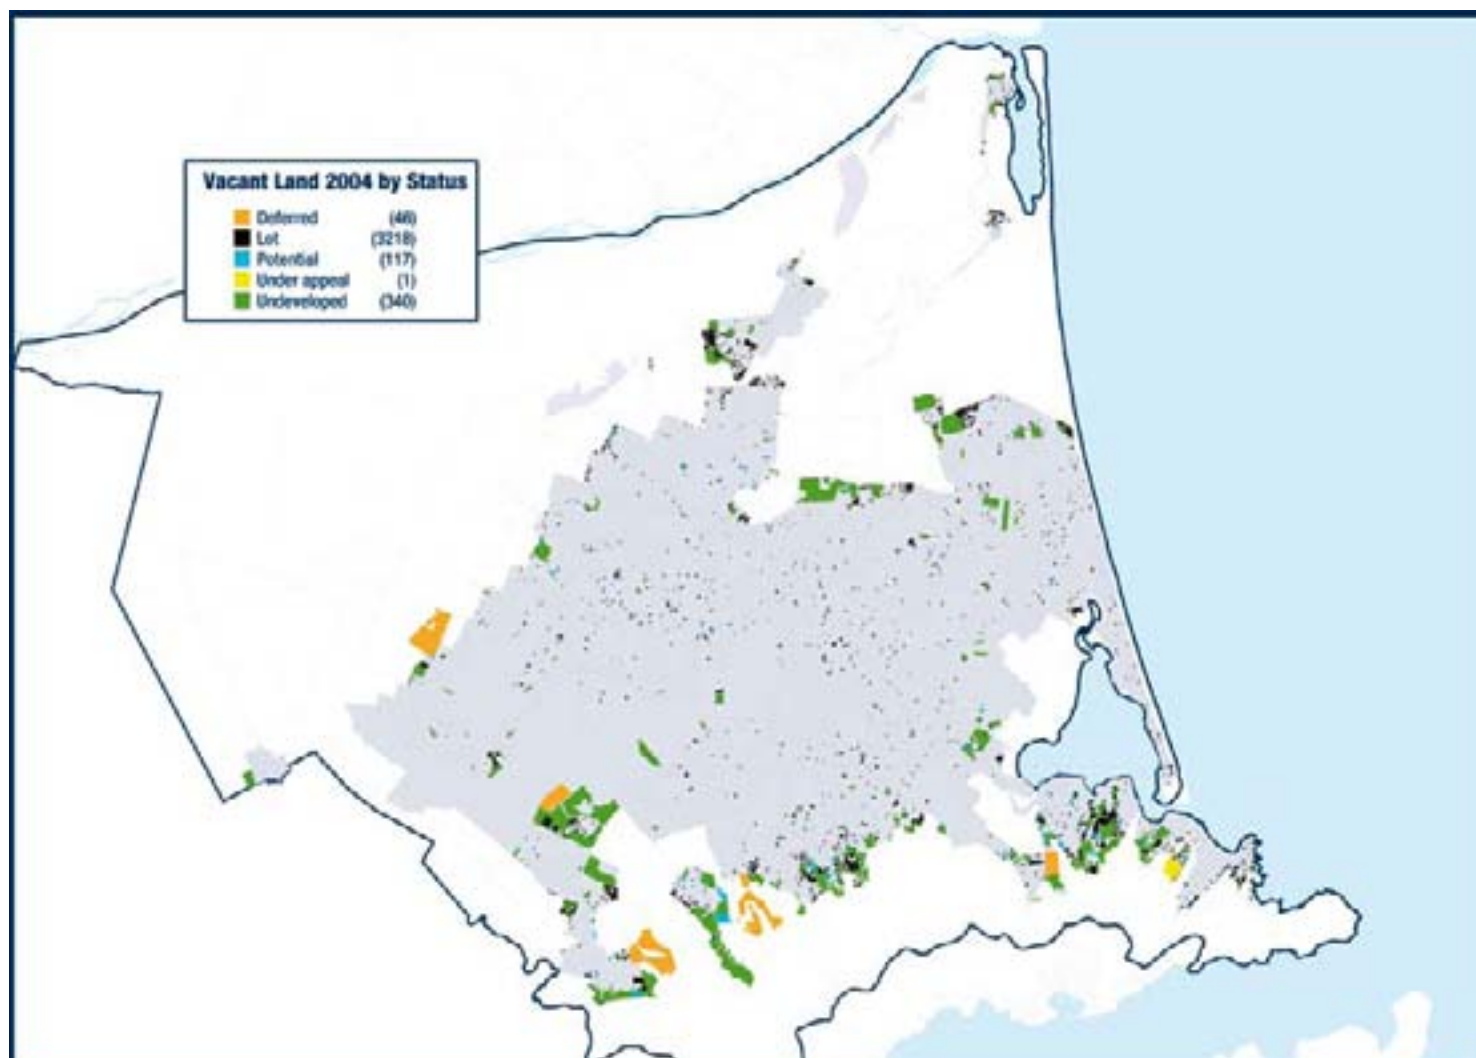 Vacant Land 2004 by Status
Deferred (46)
Lot (3218)
Potential (117)
Under appeal (1)
Undeveloped (340)